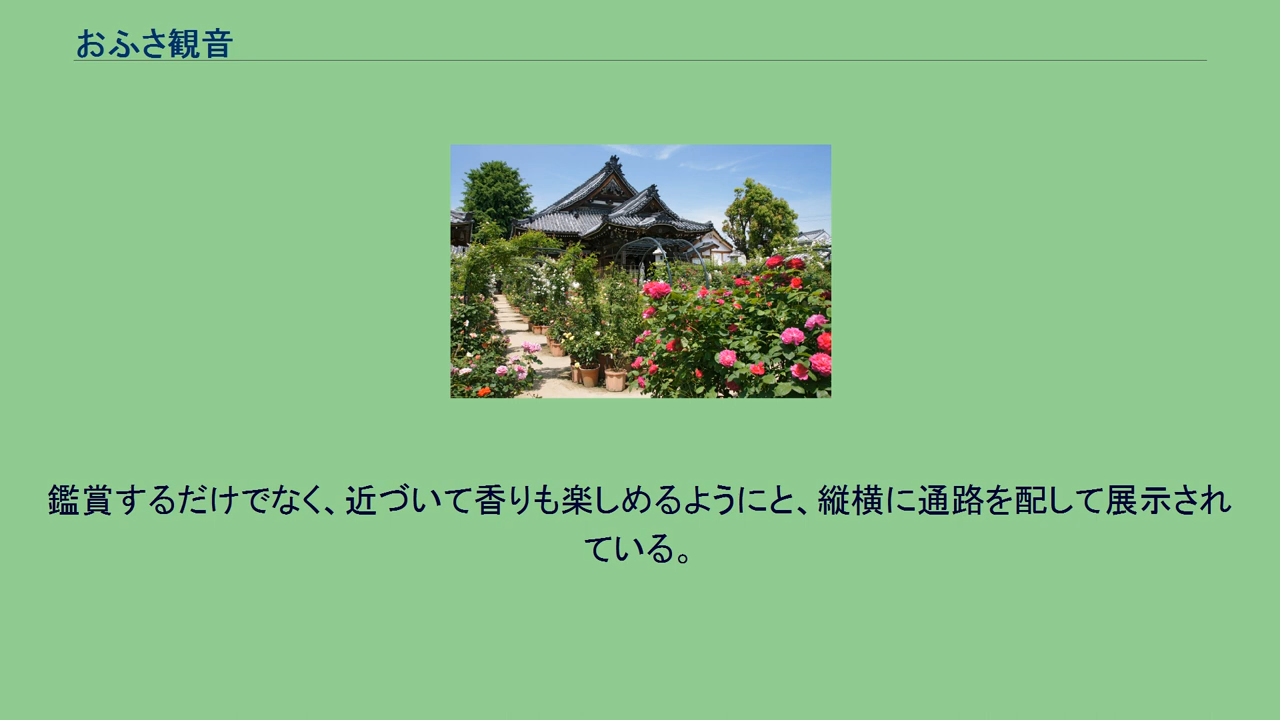 おふさ観音
鑑賞するだけでなく、近づいて香りも楽しめるようにと、縦横に通路を配して展示され
ている。